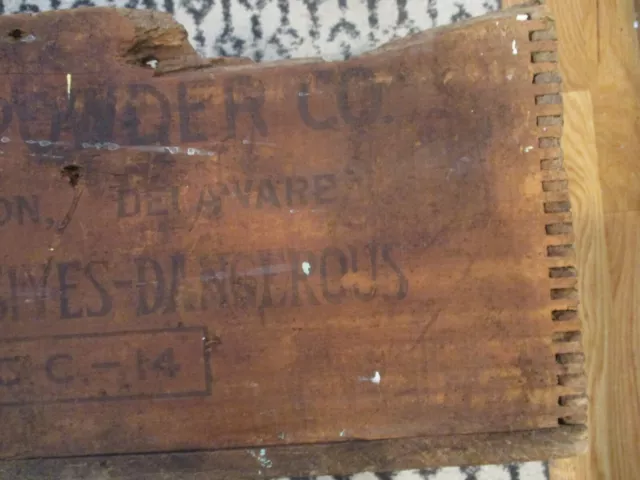 OWDER CO.
ON, DELAWARE
SIVES-DANGEROUS
C C.-14